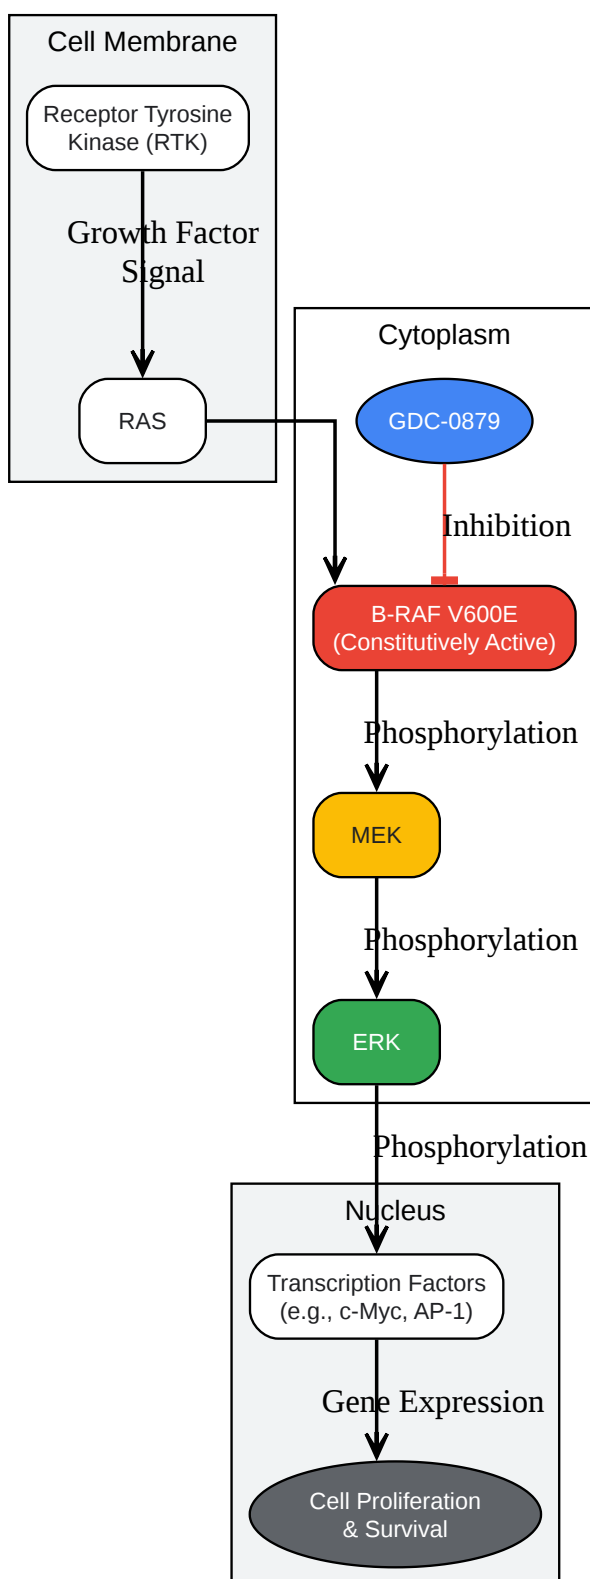 Cell Membrane
Receptor Tyrosine
Kinase (RTK)
Growth Factor
Signal
RAS
Cytoplasm
GDC-0879
Inhibition
B-RAF V600E
(Constitutively Active)
Phosphorylation
MEK
Phosphorylation
ERK
Phosphorylation
Nucleus
Transcription Factors
(e.g., c-Myc, AP-1)
Gene Expression
Cell Proliferation
& Survival